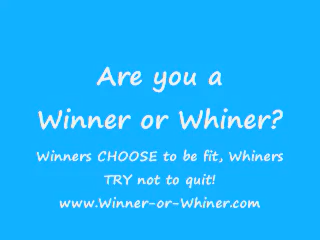 Are you a
Winner or Whiner?
Winners CHOOSE to be fit, Whiners
TRY not to quit!
www.Winner-or-Whiner.com